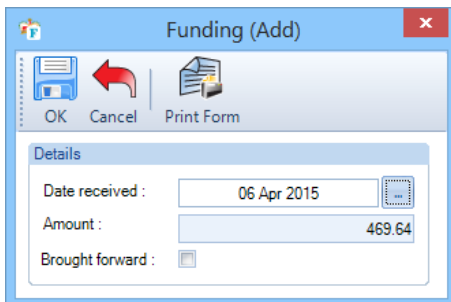 Funding (Add)
OK Cancel Print Form
Details
Date received : 06 Apr 2015 ...
Amount : 469.64
Brought forward :